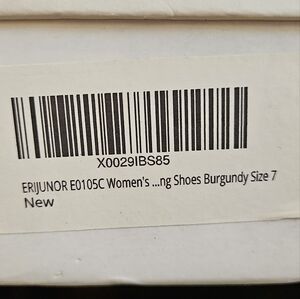 X0029IBS85
ERIJUNOR E0105C Women's ...ng Shoes Burgundy Size 7
New